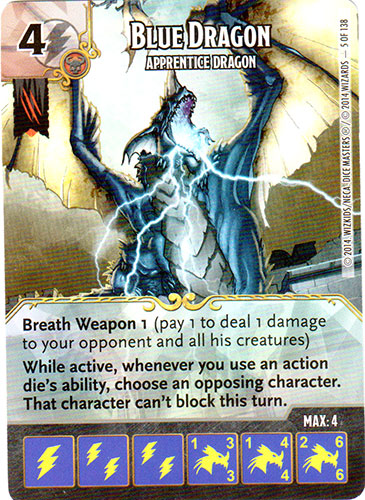 4
BLUE DRAGON
APPRENTICE DRAGON
© 2014 WIZKIDS/NECA. DICE MASTERS ® / © 2014 WIZARDS — 5 OF 138
Breath Weapon 1 (pay 1 to deal 1 damage
to your opponent and all his creatures)
While active, whenever you use an action
die's ability, choose an opposing character.
That character can't block this turn.
MAX: 4
1 3 3
1 4 4
2 6 6